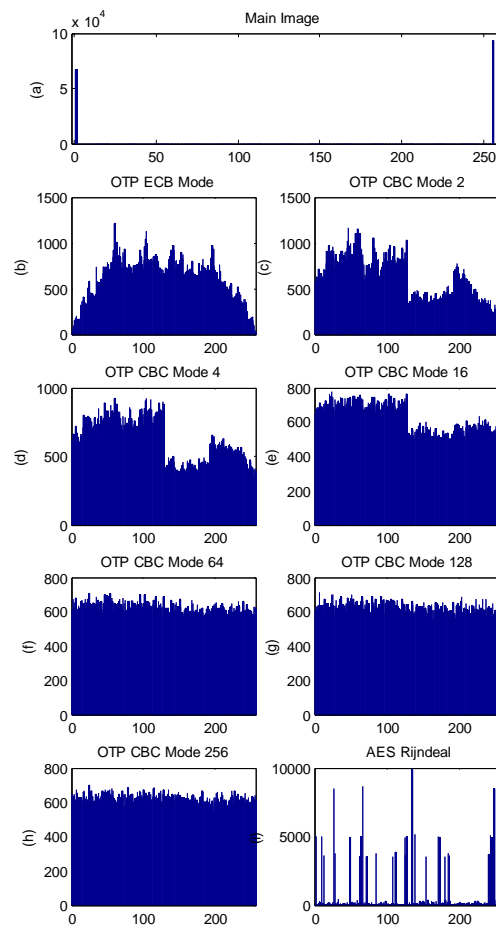 Main Image
x 10^4
10
5
0
(a)
0 50 100 150 200 250
OTP ECB Mode
1500
1000
500
0
(b)
0 100 200
OTP CBC Mode 2
1500
1000
500
0
(c)
0 100 200
OTP CBC Mode 4
1000
500
0
(d)
0 100 200
OTP CBC Mode 16
800
600
400
200
0
(e)
0 100 200
OTP CBC Mode 64
800
600
400
200
0
(f)
0 100 200
OTP CBC Mode 128
800
600
400
200
0
(g)
0 100 200
OTP CBC Mode 256
800
600
400
200
0
(h)
0 100 200
AES Rijndeal
10000
5000
0
0 100 200